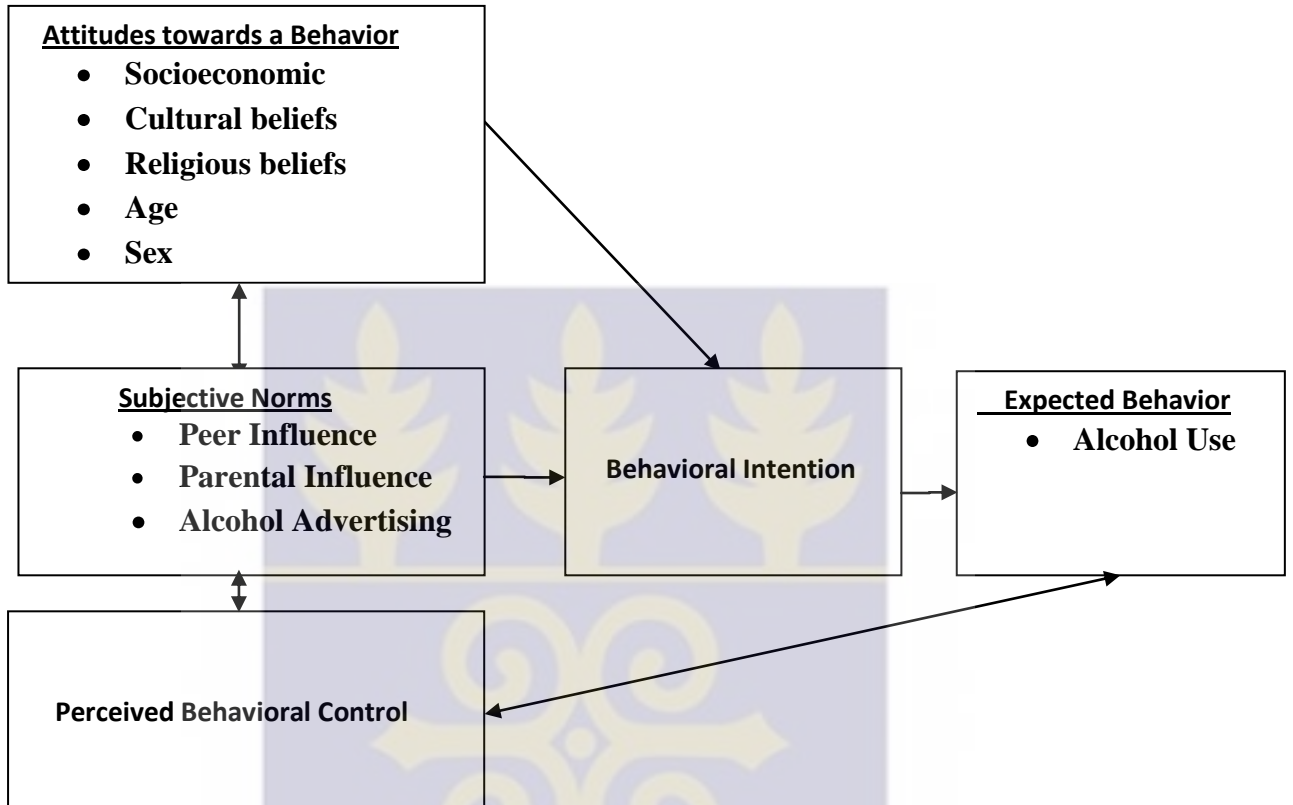 Attitudes towards a Behavior
• Socioeconomic
• Cultural beliefs
• Religious beliefs
• Age
• Sex
Subjective Norms
• Peer Influence
• Parental Influence
• Alcohol Advertising
Behavioral Intention
Expected Behavior
• Alcohol Use
Perceived Behavioral Control